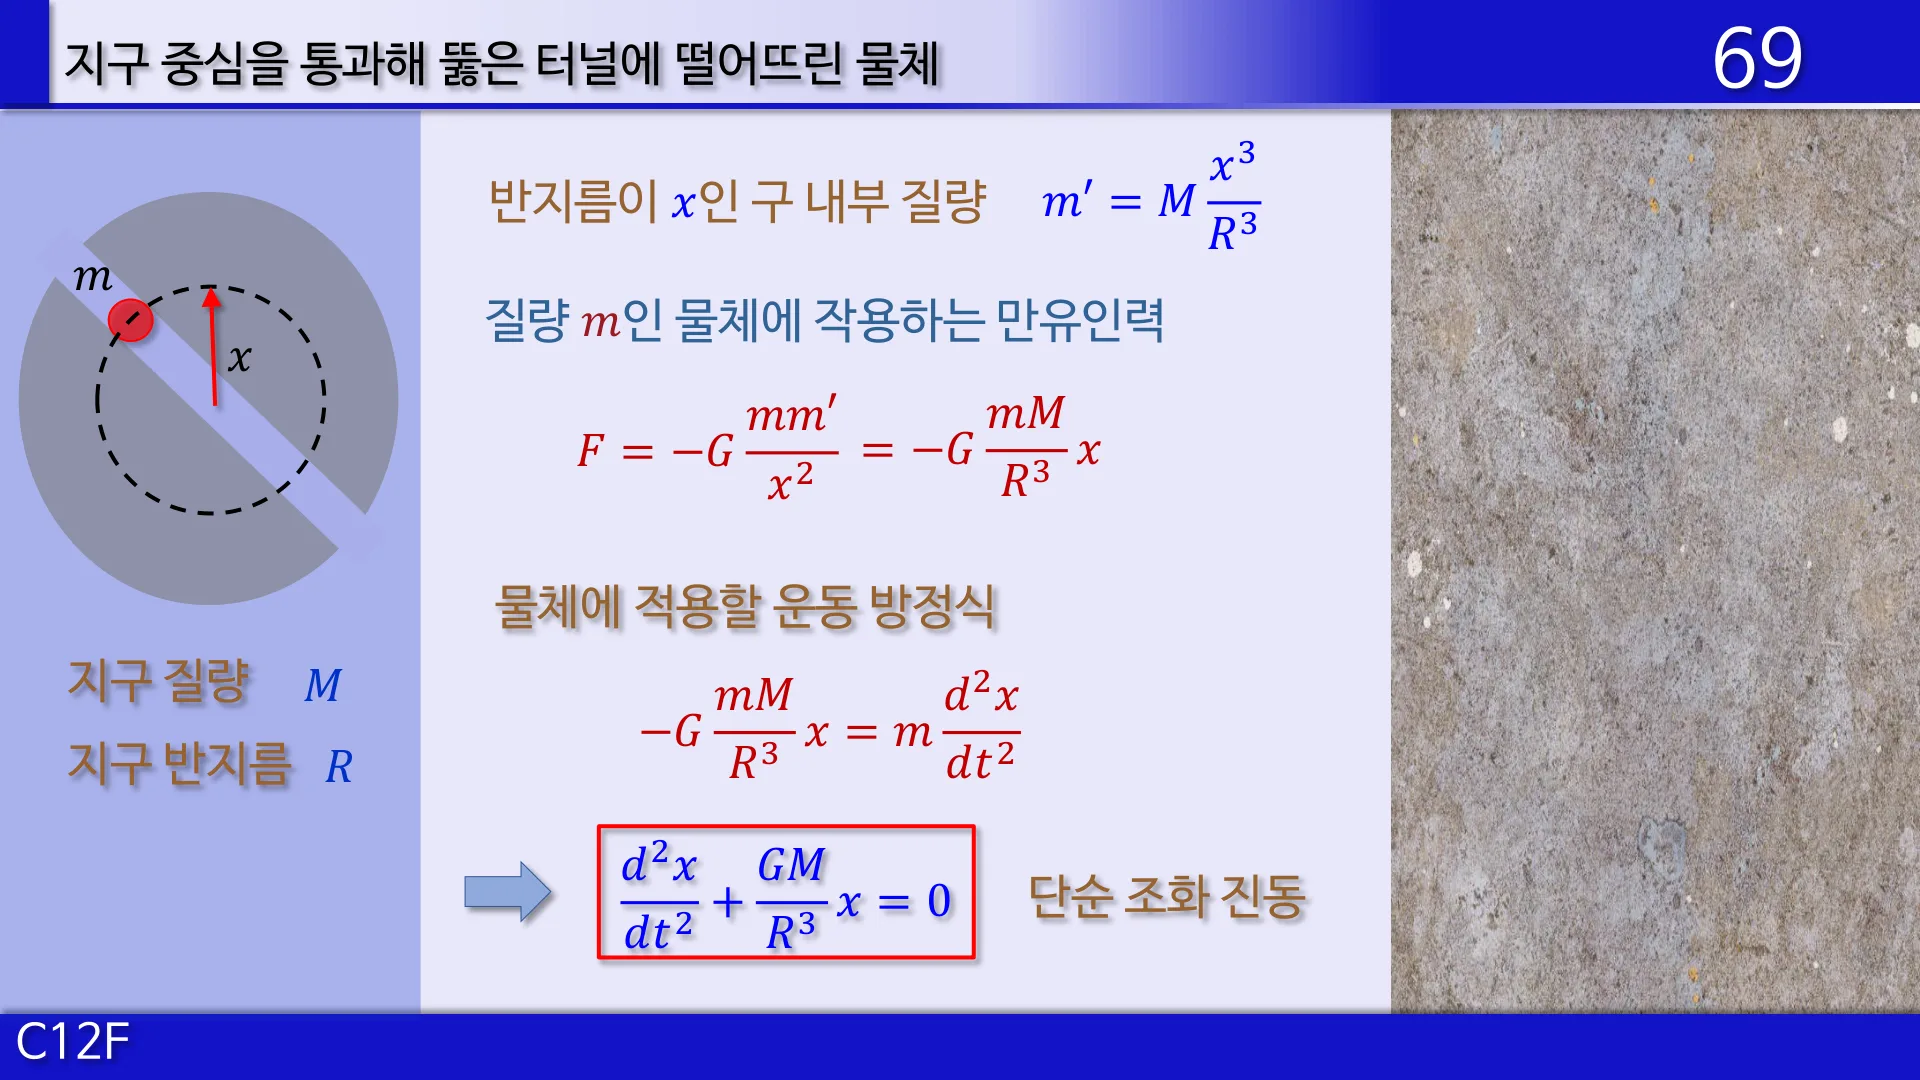 지구 중심을 통과해 뚫은 터널에 떨어뜨린 물체
69
m
x
지구 질량 M
지구 반지름 R
반지름이 x인 구 내부 질량 m′ = M x³/R³
질량 m인 물체에 작용하는 만유인력
F = −G mm′/x² = −G mM/R³ x
물체에 적용할 운동 방정식
−G mM/R³ x = m d²x/dt²
d²x/dt² + GM/R³ x = 0 단순 조화 진동
C12F